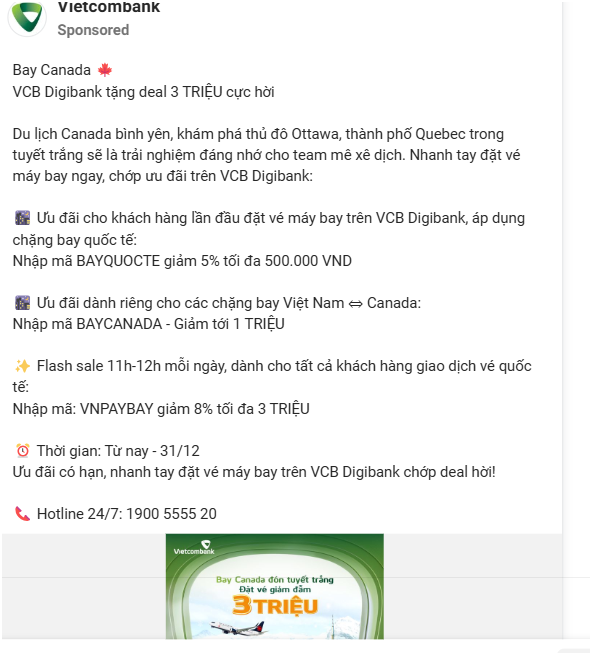 Vietcombank
Sponsored
Bay Canada 🍁
VCB Digibank tặng deal 3 TRIỆU cực hời
Du lịch Canada bình yên, khám phá thủ đô Ottawa, thành phố Quebec trong
tuyết trắng sẽ là trải nghiệm đáng nhớ cho team mê xê dịch. Nhanh tay đặt vé
máy bay ngay, chớp ưu đãi trên VCB Digibank:
🎆 Ưu đãi cho khách hàng lần đầu đặt vé máy bay trên VCB Digibank, áp dụng
chặng bay quốc tế:
Nhập mã BAYQUOCTE giảm 5% tối đa 500.000 VND
🎆 Ưu đãi dành riêng cho các chặng bay Việt Nam ⇔ Canada:
Nhập mã BAYCANADA - Giảm tới 1 TRIỆU
✨ Flash sale 11h-12h mỗi ngày, dành cho tất cả khách hàng giao dịch vé quốc
tế:
Nhập mã: VNPAYBAY giảm 8% tối đa 3 TRIỆU
⏰ Thời gian: Từ nay - 31/12
Ưu đãi có hạn, nhanh tay đặt vé máy bay trên VCB Digibank chớp deal hời!
📞 Hotline 24/7: 1900 5555 20
Vietcombank
Bay Canada đón tuyết trắng
Đặt vé giảm đẫm
3 TRIỆU